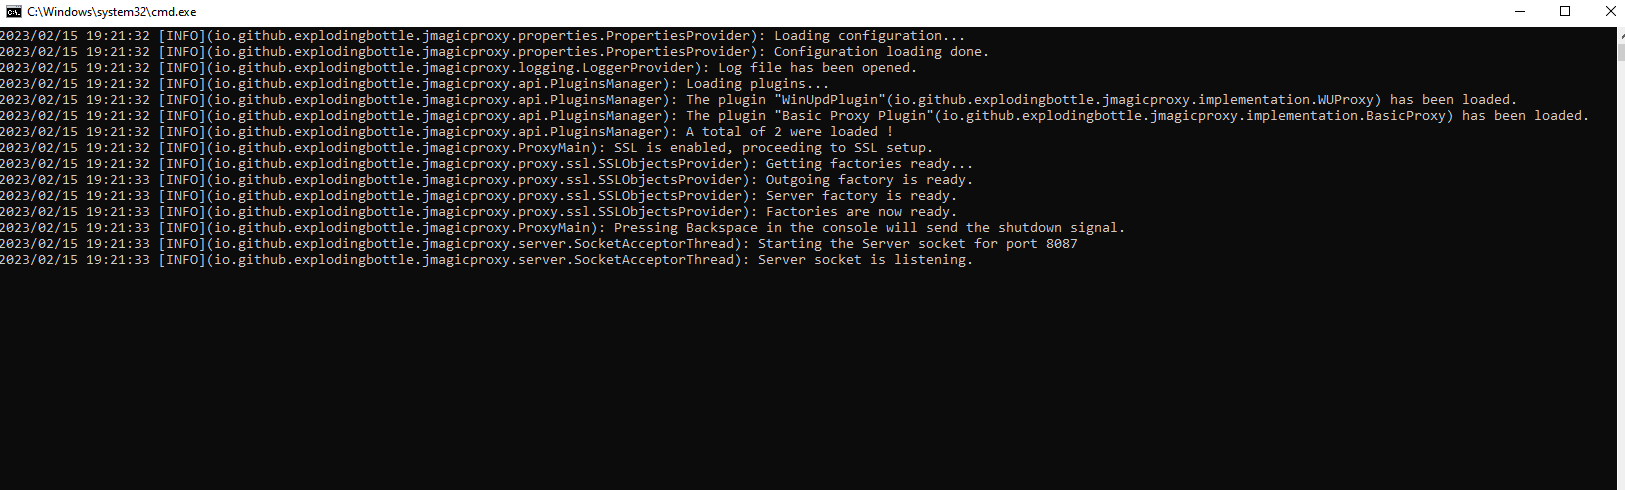 C:\Windows\system32\cmd.exe
2023/02/15 19:21:32 [INFO](io.github.explodingbottle.jmagicproxy.properties.PropertiesProvider): Loading configuration...
2023/02/15 19:21:32 [INFO](io.github.explodingbottle.jmagicproxy.properties.PropertiesProvider): Configuration loading done.
2023/02/15 19:21:32 [INFO](io.github.explodingbottle.jmagicproxy.logging.LoggerProvider): Log file has been opened.
2023/02/15 19:21:32 [INFO](io.github.explodingbottle.jmagicproxy.api.PluginsManager): Loading plugins...
2023/02/15 19:21:32 [INFO](io.github.explodingbottle.jmagicproxy.api.PluginsManager): The plugin "WinUpdPlugin"(io.github.explodingbottle.jmagicproxy.implementation.WUProxy) has been loaded.
2023/02/15 19:21:32 [INFO](io.github.explodingbottle.jmagicproxy.api.PluginsManager): The plugin "Basic Proxy Plugin"(io.github.explodingbottle.jmagicproxy.implementation.BasicProxy) has been loaded.
2023/02/15 19:21:32 [INFO](io.github.explodingbottle.jmagicproxy.api.PluginsManager): A total of 2 were loaded !
2023/02/15 19:21:32 [INFO](io.github.explodingbottle.jmagicproxy.ProxyMain): SSL is enabled, proceeding to SSL setup.
2023/02/15 19:21:32 [INFO](io.github.explodingbottle.jmagicproxy.proxy.ssl.SSLObjectsProvider): Getting factories ready...
2023/02/15 19:21:33 [INFO](io.github.explodingbottle.jmagicproxy.proxy.ssl.SSLObjectsProvider): Outgoing factory is ready.
2023/02/15 19:21:33 [INFO](io.github.explodingbottle.jmagicproxy.proxy.ssl.SSLObjectsProvider): Server factory is ready.
2023/02/15 19:21:33 [INFO](io.github.explodingbottle.jmagicproxy.proxy.ssl.SSLObjectsProvider): Factories are now ready.
2023/02/15 19:21:33 [INFO](io.github.explodingbottle.jmagicproxy.ProxyMain): Pressing Backspace in the console will send the shutdown signal.
2023/02/15 19:21:33 [INFO](io.github.explodingbottle.jmagicproxy.server.SocketAcceptorThread): Starting the Server socket for port 8087
2023/02/15 19:21:33 [INFO](io.github.explodingbottle.jmagicproxy.server.SocketAcceptorThread): Server socket is listening.